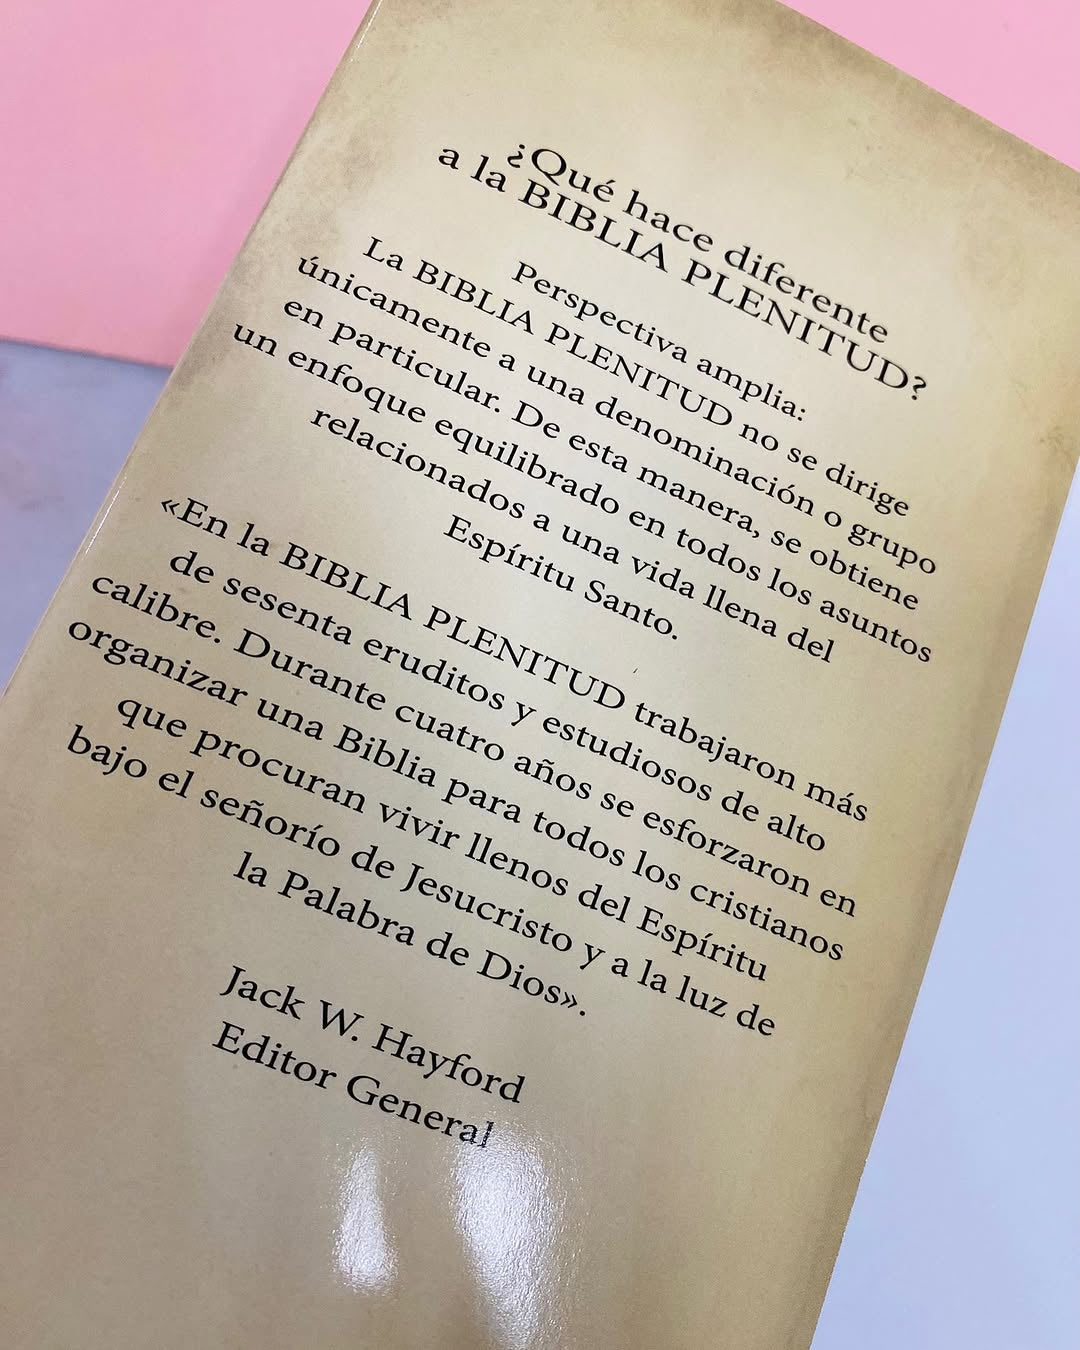 ¿Qué hace diferente
a la BIBLIA PLENITUD?
Perspectiva amplia:
La BIBLIA PLENITUD no se dirige
únicamente a una denominación o grupo
en particular. De esta manera, se obtiene
un enfoque equilibrado en todos los asuntos
relacionados a una vida llena del
Espíritu Santo.
«En la BIBLIA PLENITUD trabajaron más
de sesenta eruditos y estudiosos de alto
calibre. Durante cuatro años se esforzaron en
organizar una Biblia para todos los cristianos
que procuran vivir llenos del Espíritu
bajo el señorío de Jesucristo y a la luz de
la Palabra de Dios».
Jack W. Hayford
Editor General